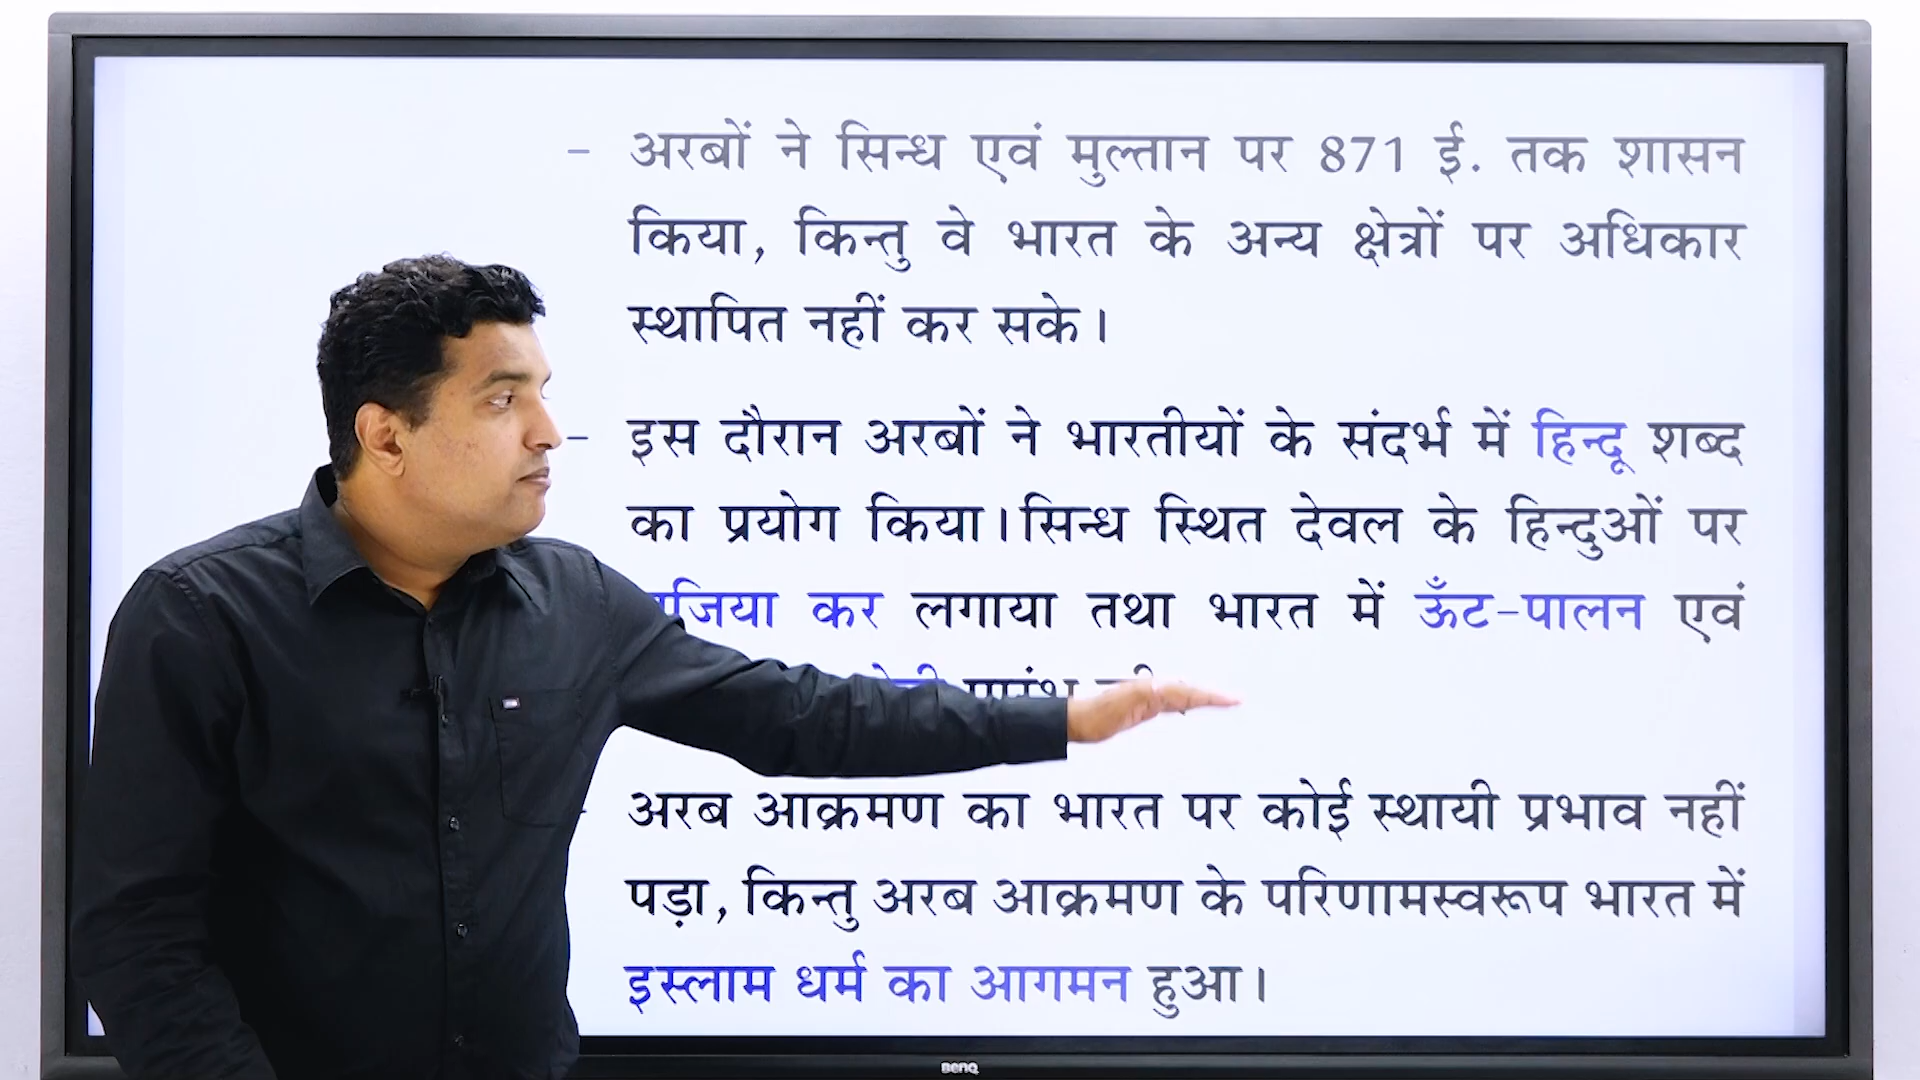 - अरबों ने सिन्ध एवं मुल्तान पर 871 ई. तक शासन
किया, किन्तु वे भारत के अन्य क्षेत्रों पर अधिकार
स्थापित नहीं कर सके।
- इस दौरान अरबों ने भारतीयों के संदर्भ में हिन्दू शब्द
का प्रयोग किया। सिन्ध स्थित देवल के हिन्दुओं पर
कर लगाया तथा भारत में ऊँट-पालन एवं
- अरब आक्रमण का भारत पर कोई स्थायी प्रभाव नहीं
पड़ा, किन्तु अरब आक्रमण के परिणामस्वरूप भारत में
इस्लाम धर्म का आगमन हुआ।
BenQ